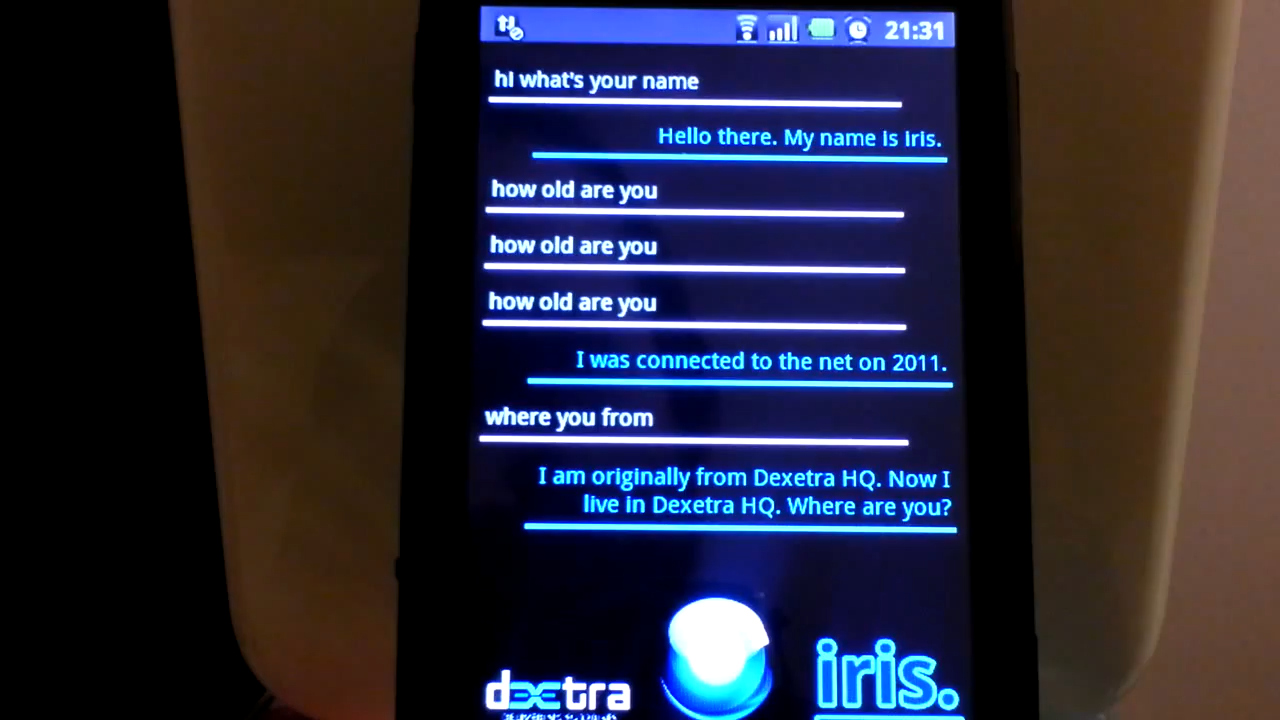 21:31
hi what's your name
Hello there. My name is iris.
how old are you
how old are you
how old are you
I was connected to the net on 2011.
where you from
I am originally from Dexetra HQ. Now I
live in Dexetra HQ. Where are you?
dexetra
iris.